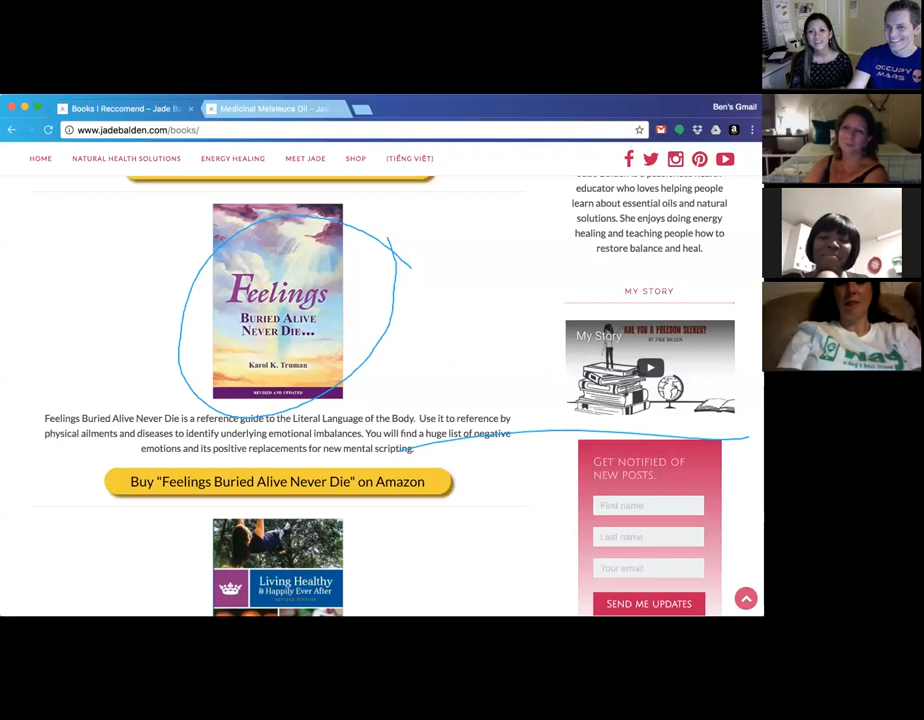 OCCUPY
MARS
Books I Reccomend – Jade Ba
Medicinal Melaleuca Oil – Ja
Ben's Gmail
www.jadebalden.com/books/
HOME
NATURAL HEALTH SOLUTIONS
ENERGY HEALING
MEET JADE
SHOP
(TIẾNG VIỆT)
educator who loves helping people
learn about essential oils and natural
solutions. She enjoys doing energy
healing and teaching people how to
restore balance and heal.
Feelings
BURIED ALIVE
NEVER DIE...
Karol K. Truman
REVISED AND UPDATED
MY STORY
My Story
ARE YOU A FREEDOM SEEKER?
BY JADE BALDEN
Feelings Buried Alive Never Die is a reference guide to the Literal Language of the Body. Use it to reference by
physical ailments and diseases to identify underlying emotional imbalances. You will find a huge list of negative
emotions and its positive replacements for new mental scripting.
Buy "Feelings Buried Alive Never Die" on Amazon
Living Healthy
& Happily Ever After
GET NOTIFIED OF
NEW POSTS..
First name
Last name
Your email
SEND ME UPDATES